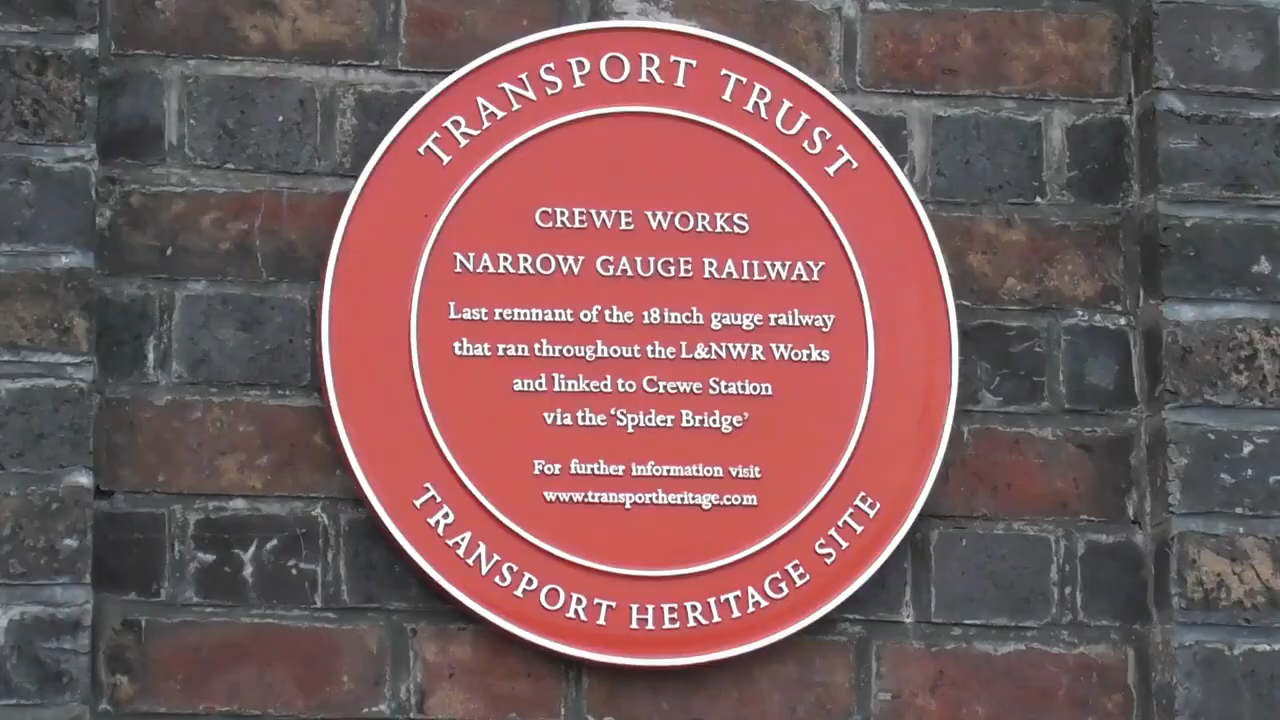 TRANSPORT TRUST
CREWE WORKS
NARROW GAUGE RAILWAY
Last remnant of the 18 inch gauge railway
that ran throughout the L&NWR Works
and linked to Crewe Station
via the ‘Spider Bridge’
For further information visit
www.transportheritage.com
TRANSPORT HERITAGE SITE